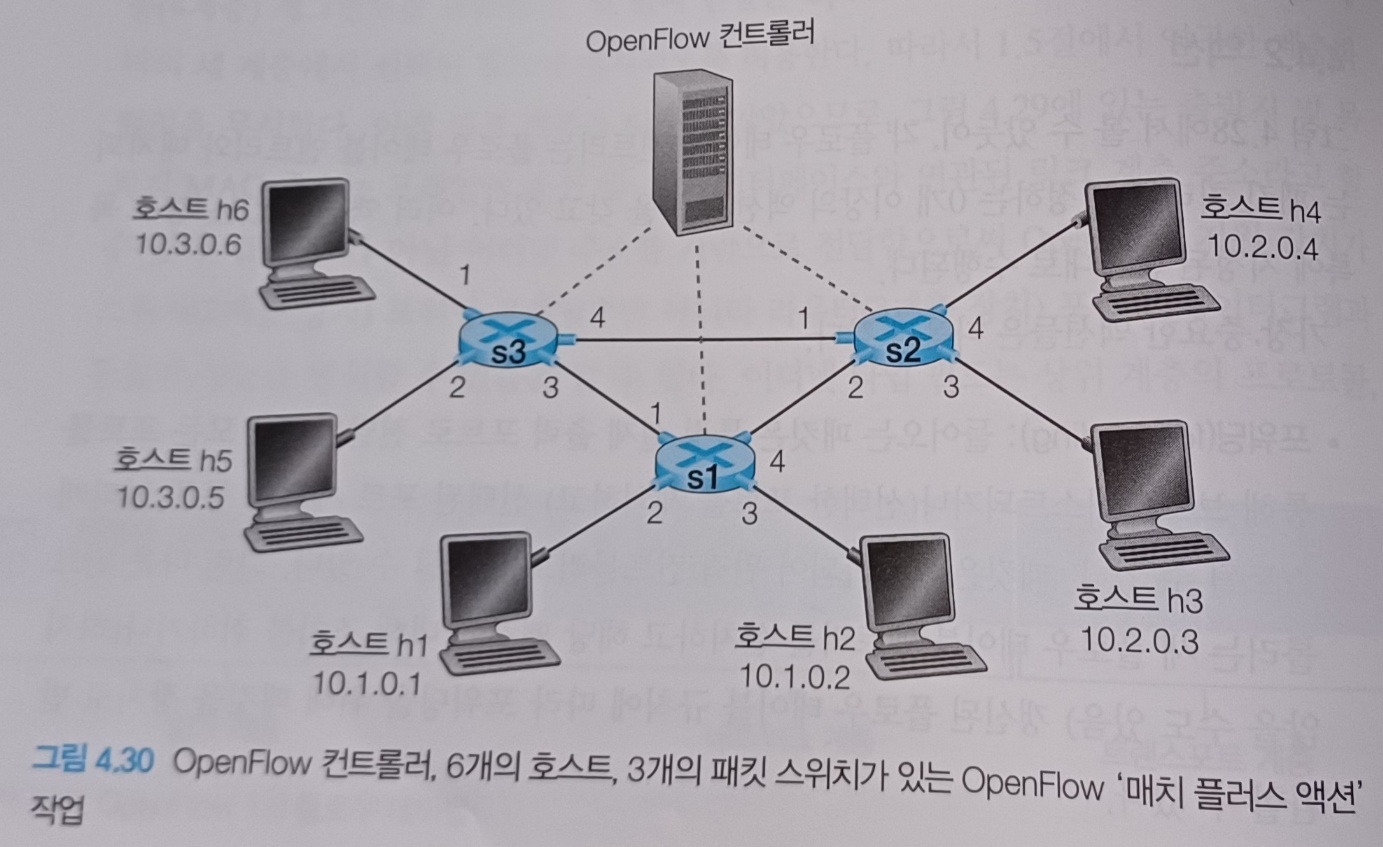 OpenFlow 컨트롤러
호스트 h6
10.3.0.6
호스트 h4
10.2.0.4
1
4
1
4
s3
s2
2
3
2
3
호스트 h5
10.3.0.5
1
4
s1
2
3
호스트 h3
10.2.0.3
호스트 h1
10.1.0.1
호스트 h2
10.1.0.2
그림 4.30 OpenFlow 컨트롤러, 6개의 호스트, 3개의 패킷 스위치가 있는 OpenFlow ‘매치 플러스 액션’
작업